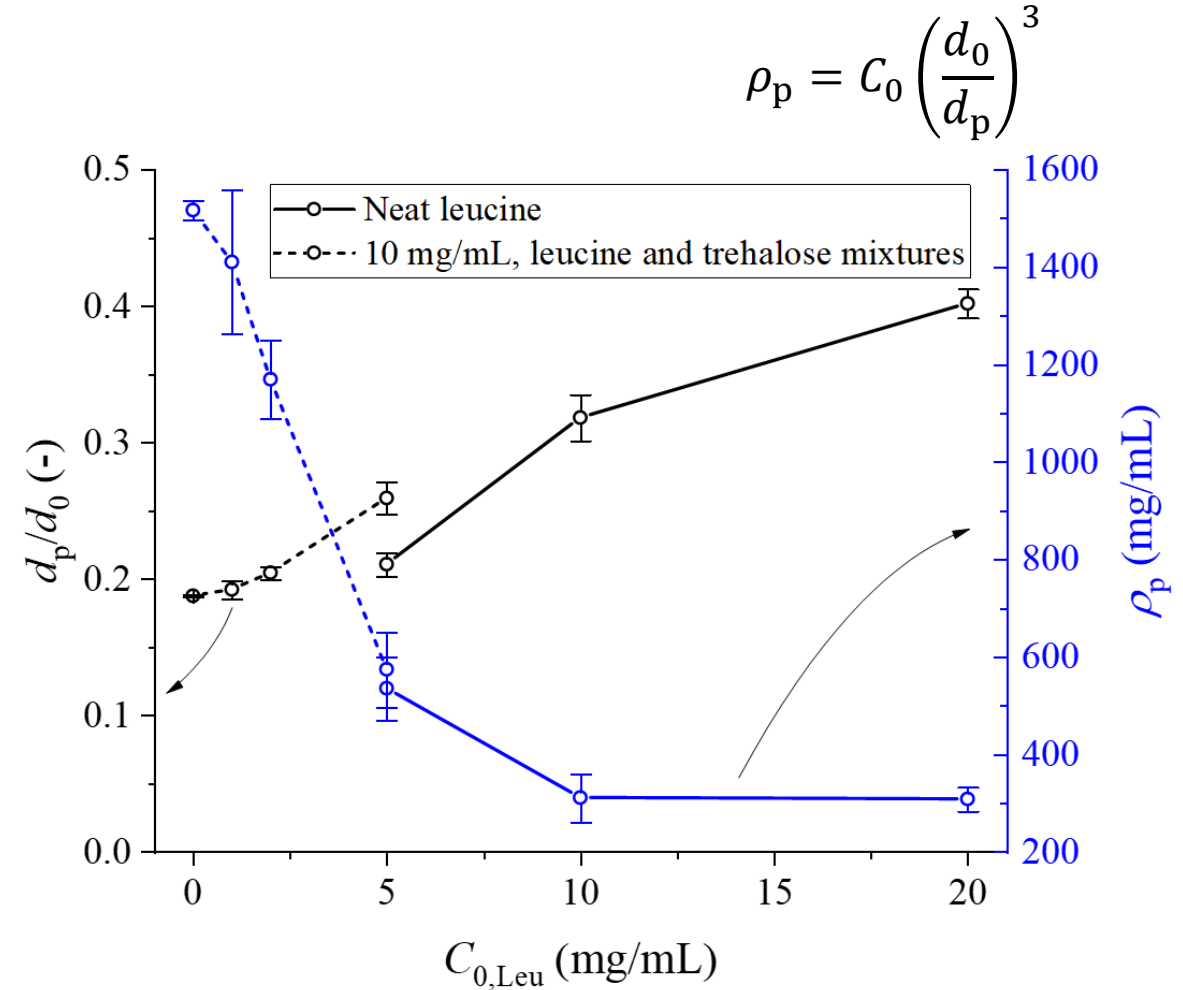 ρp = C0 (d0/dp)3
0.5
0.4
0.3
0.2
0.1
0.0
dp/d0 (-)
Neat leucine
10 mg/mL, leucine and trehalose mixtures
1600
1400
1200
1000
800
600
400
200
ρp (mg/mL)
0 5 10 15 20
C0,Leu (mg/mL)